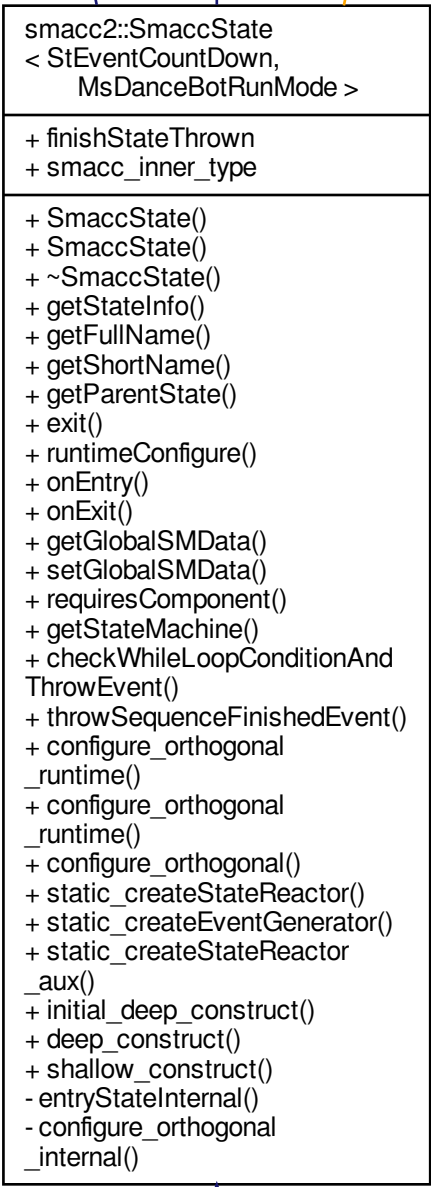 smacc2::SmaccState
< StEventCountDown,
MsDanceBotRunMode >
+ finishStateThrown
+ smacc_inner_type
+ SmaccState()
+ SmaccState()
+ ~SmaccState()
+ getStateInfo()
+ getFullName()
+ getShortName()
+ getParentState()
+ exit()
+ runtimeConfigure()
+ onEntry()
+ onExit()
+ getGlobalSMData()
+ setGlobalSMData()
+ requiresComponent()
+ getStateMachine()
+ checkWhileLoopConditionAnd
ThrowEvent()
+ throwSequenceFinishedEvent()
+ configure_orthogonal
_runtime()
+ configure_orthogonal
_runtime()
+ configure_orthogonal()
+ static_createStateReactor()
+ static_createEventGenerator()
+ static_createStateReactor
_aux()
+ initial_deep_construct()
+ deep_construct()
+ shallow_construct()
- entryStateInternal()
- configure_orthogonal
_internal()